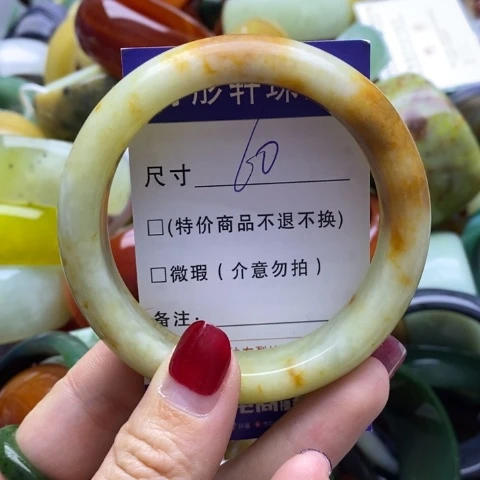 彤轩珠
尺寸 60
□(特价商品不退不换)
□微瑕(介意勿拍)
备注: